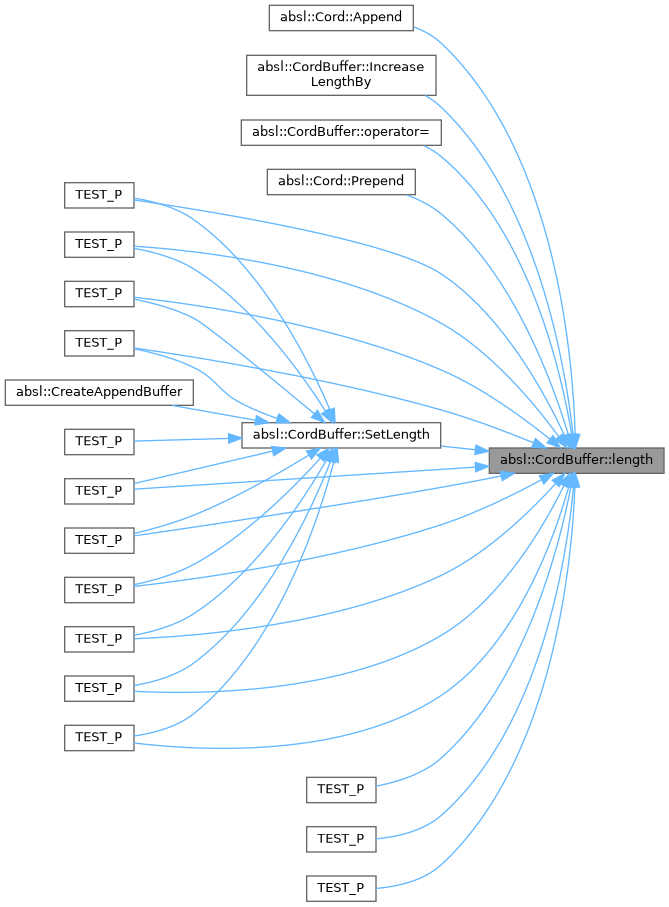 absl::Cord::Append
absl::CordBuffer::Increase
LengthBy
absl::CordBuffer::operator=
absl::Cord::Prepend
TEST_P
TEST_P
TEST_P
TEST_P
absl::CreateAppendBuffer
absl::CordBuffer::SetLength
TEST_P
absl::CordBuffer::length
TEST_P
TEST_P
TEST_P
TEST_P
TEST_P
TEST_P
TEST_P
TEST_P
TEST_P